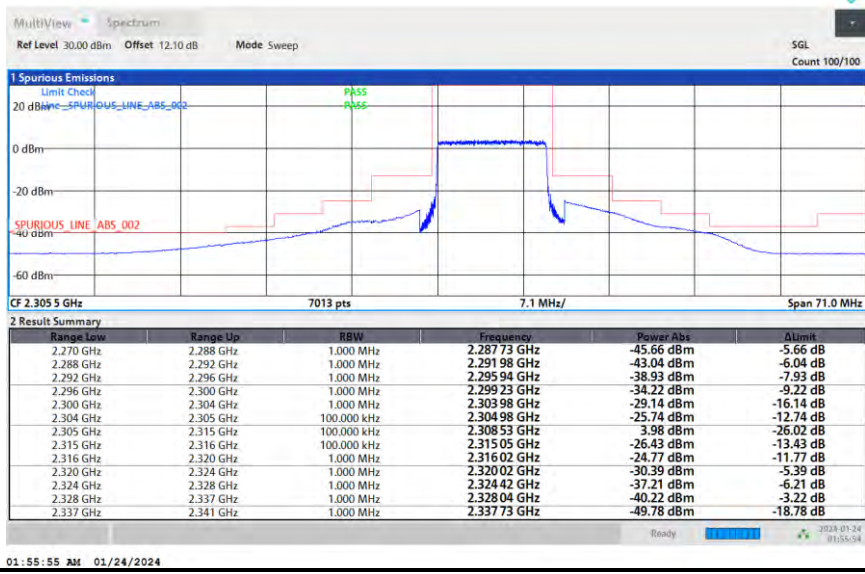 MultiView Spectrum
Ref Level 30.00 dBm Offset 12.10 dB Mode Sweep SGL
Count 100/100
1 Spurious Emissions
Limit Check PASS
20 dBm Line _SPURIOUS_LINE_ABS_002 PASS
0 dBm
-20 dBm
_SPURIOUS_LINE_ABS_002
-40 dBm
-60 dBm
CF 2.305 5 GHz 7013 pts 7.1 MHz/ Span 71.0 MHz
2 Result Summary
Range Low Range Up RBW Frequency Power Abs ΔLimit
2.270 GHz 2.288 GHz 1.000 MHz 2.287 73 GHz -45.66 dBm -5.66 dB
2.288 GHz 2.292 GHz 1.000 MHz 2.291 98 GHz -43.04 dBm -6.04 dB
2.292 GHz 2.296 GHz 1.000 MHz 2.295 94 GHz -38.93 dBm -7.93 dB
2.296 GHz 2.300 GHz 1.000 MHz 2.299 23 GHz -34.22 dBm -9.22 dB
2.300 GHz 2.304 GHz 1.000 MHz 2.303 98 GHz -29.14 dBm -16.14 dB
2.304 GHz 2.305 GHz 100.000 kHz 2.304 98 GHz -25.74 dBm -12.74 dB
2.305 GHz 2.315 GHz 100.000 kHz 2.308 53 GHz 3.98 dBm -26.02 dB
2.315 GHz 2.316 GHz 100.000 kHz 2.315 05 GHz -26.43 dBm -13.43 dB
2.316 GHz 2.320 GHz 1.000 MHz 2.316 02 GHz -24.77 dBm -11.77 dB
2.320 GHz 2.324 GHz 1.000 MHz 2.320 02 GHz -30.39 dBm -5.39 dB
2.324 GHz 2.328 GHz 1.000 MHz 2.324 42 GHz -37.21 dBm -6.21 dB
2.328 GHz 2.337 GHz 1.000 MHz 2.328 04 GHz -40.22 dBm -3.22 dB
2.337 GHz 2.341 GHz 1.000 MHz 2.337 73 GHz -49.78 dBm -18.78 dB
Ready 2024-01-24
01:55:54
01:55:55 AM 01/24/2024